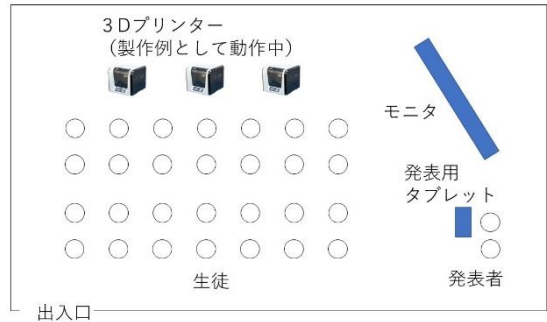 ３Dプリンター
（製作例として動作中）
モニタ
発表用
タブレット
生徒
発表者
出入口